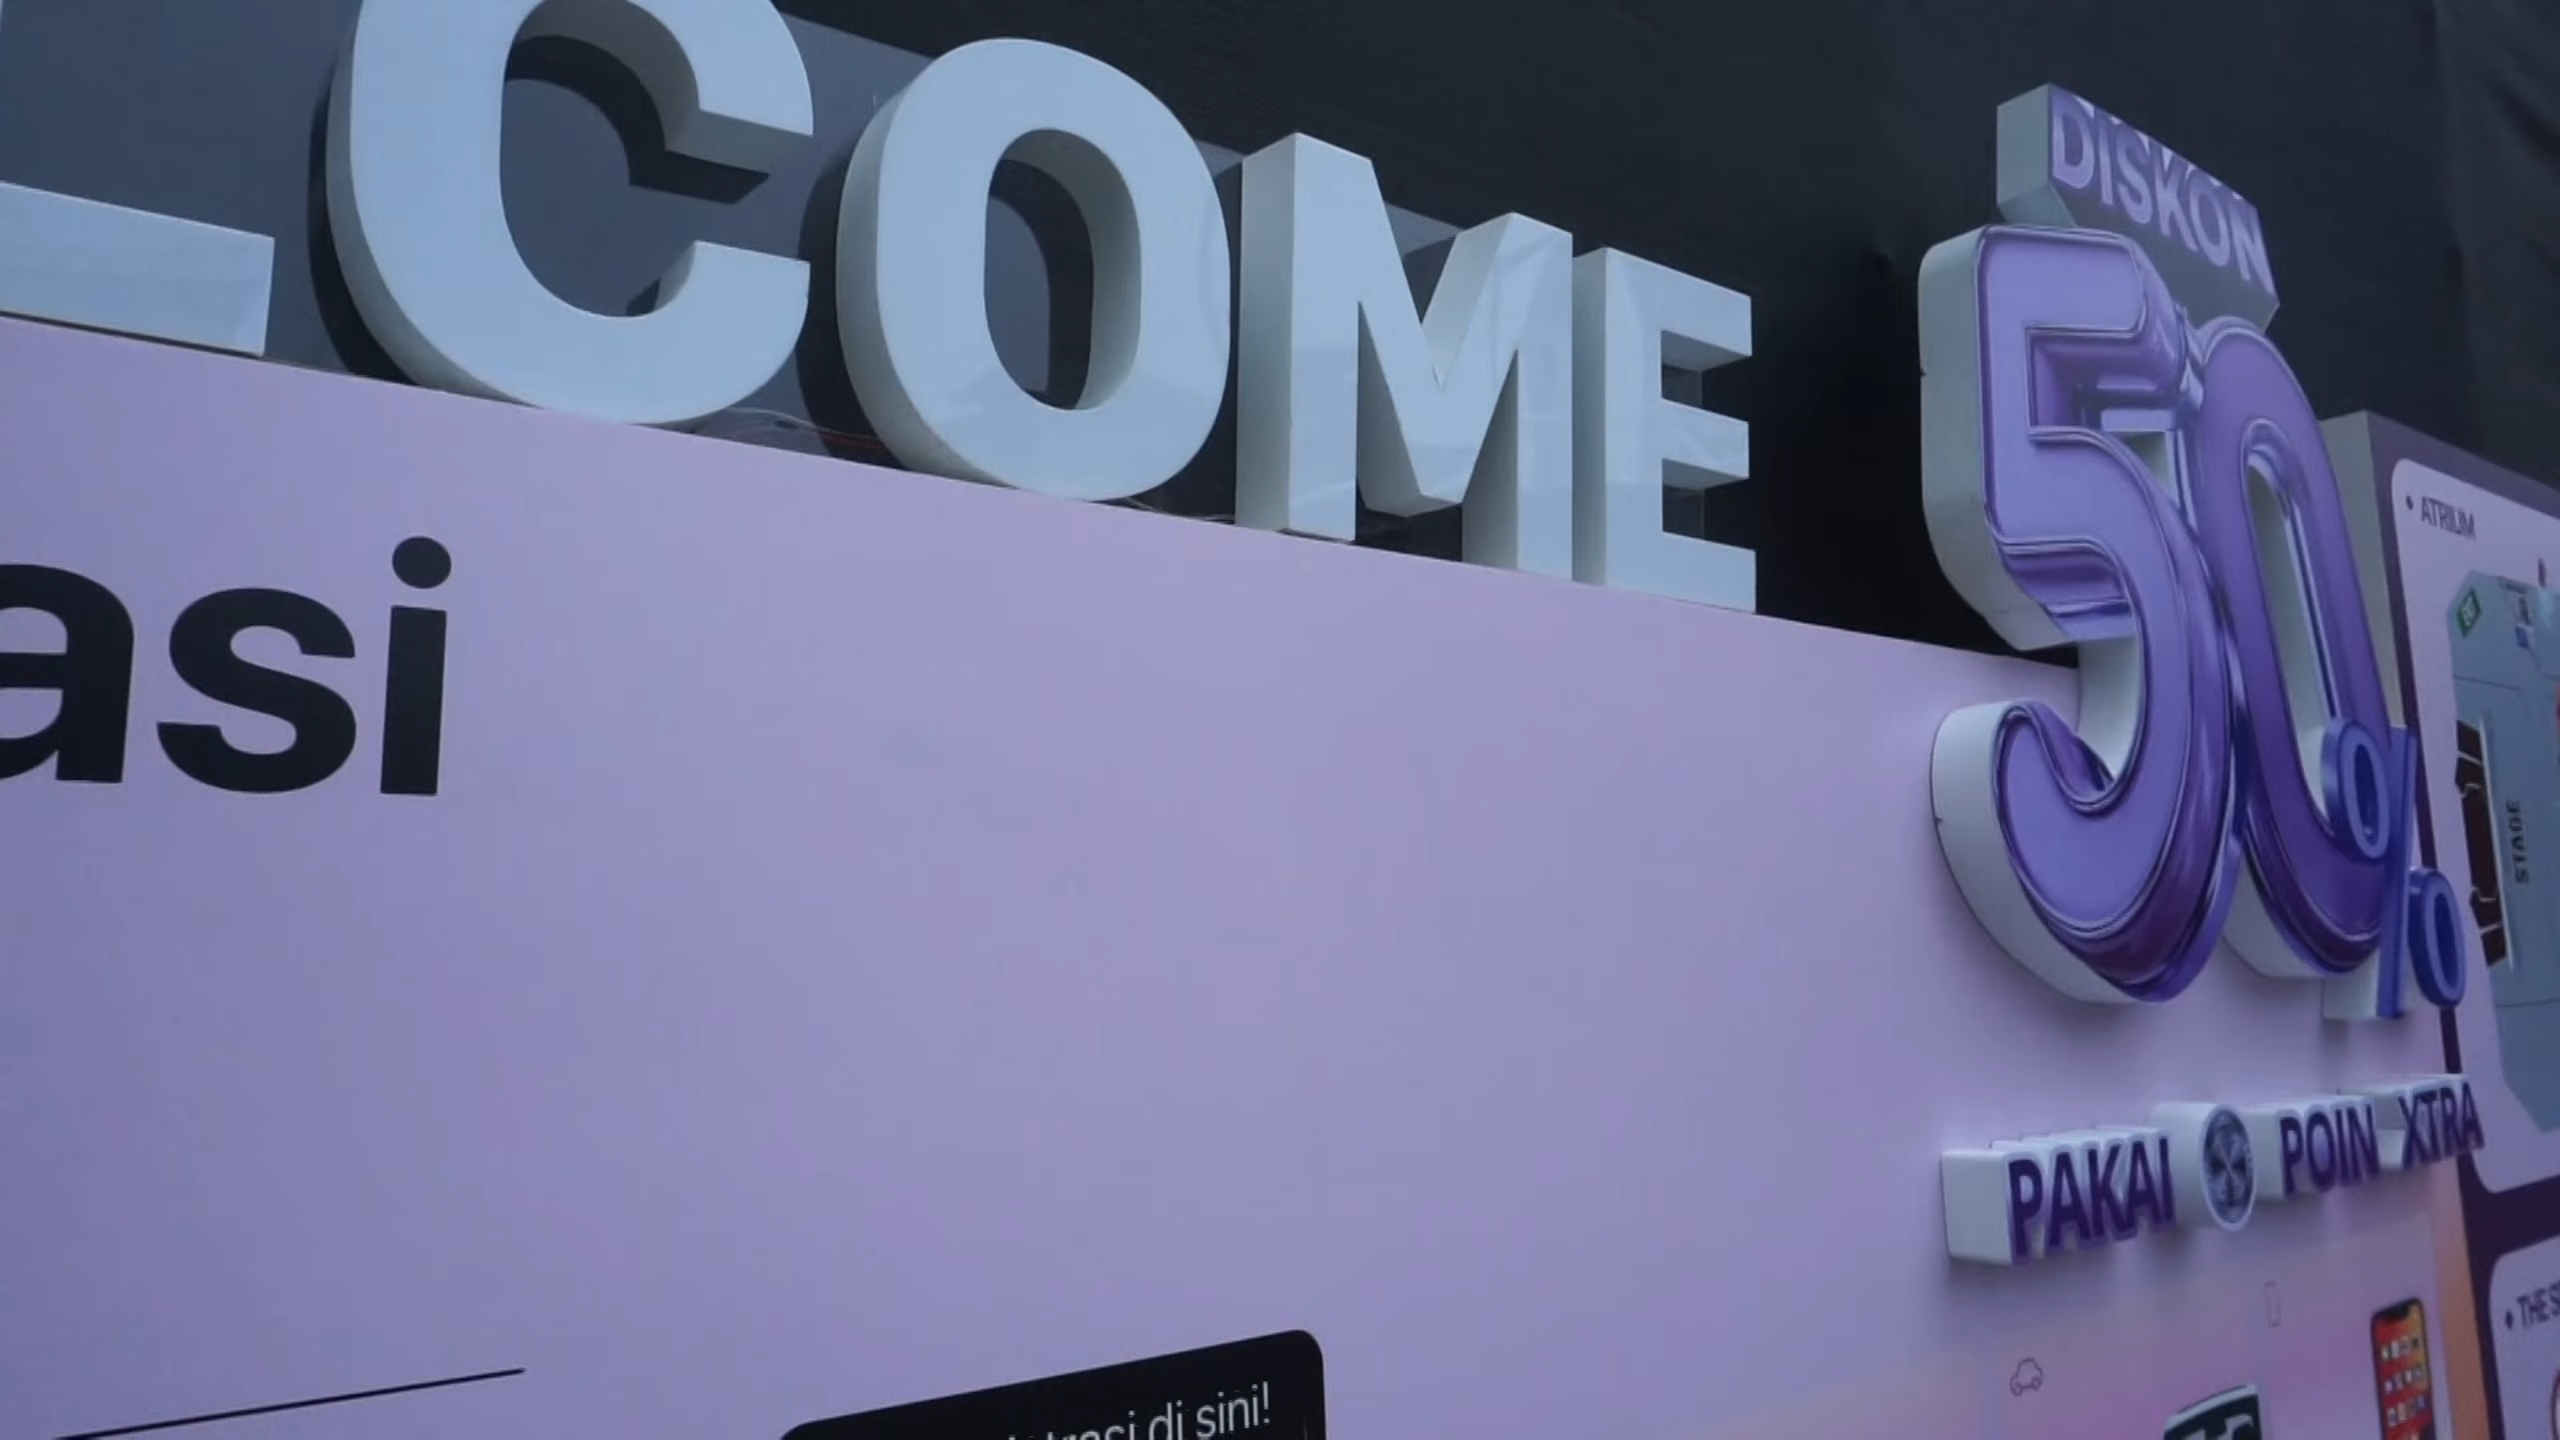 LCOME
DISKON
50%
asi
PAKAI POIN XTRA
di sini!
• ATRIUM
STAGE